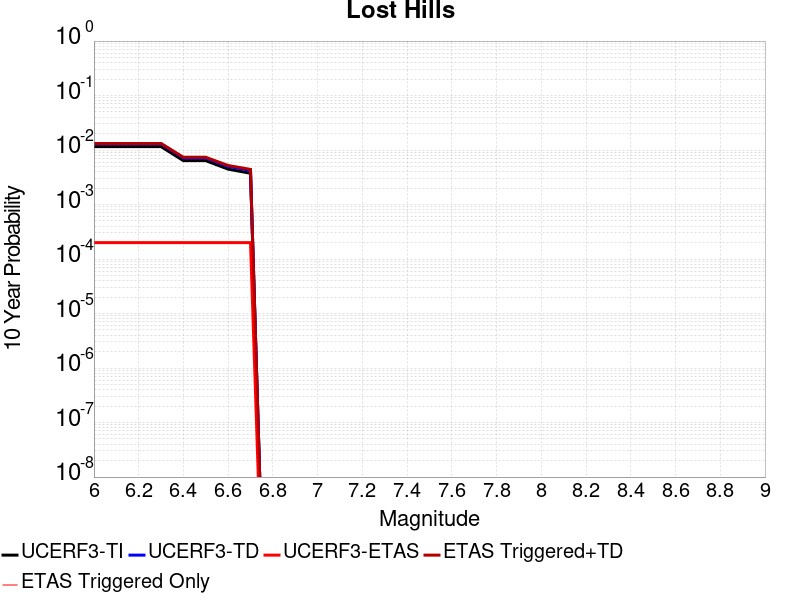 Lost Hills
10 0
10 -1
10 -2
10 -3
10 -4
10 -5
10 -6
10 -7
10 -8
10 Year Probability
6 6.2 6.4 6.6 6.8 7 7.2 7.4 7.6 7.8 8 8.2 8.4 8.6 8.8 9
Magnitude
UCERF3-TI UCERF3-TD UCERF3-ETAS ETAS Triggered+TD
ETAS Triggered Only